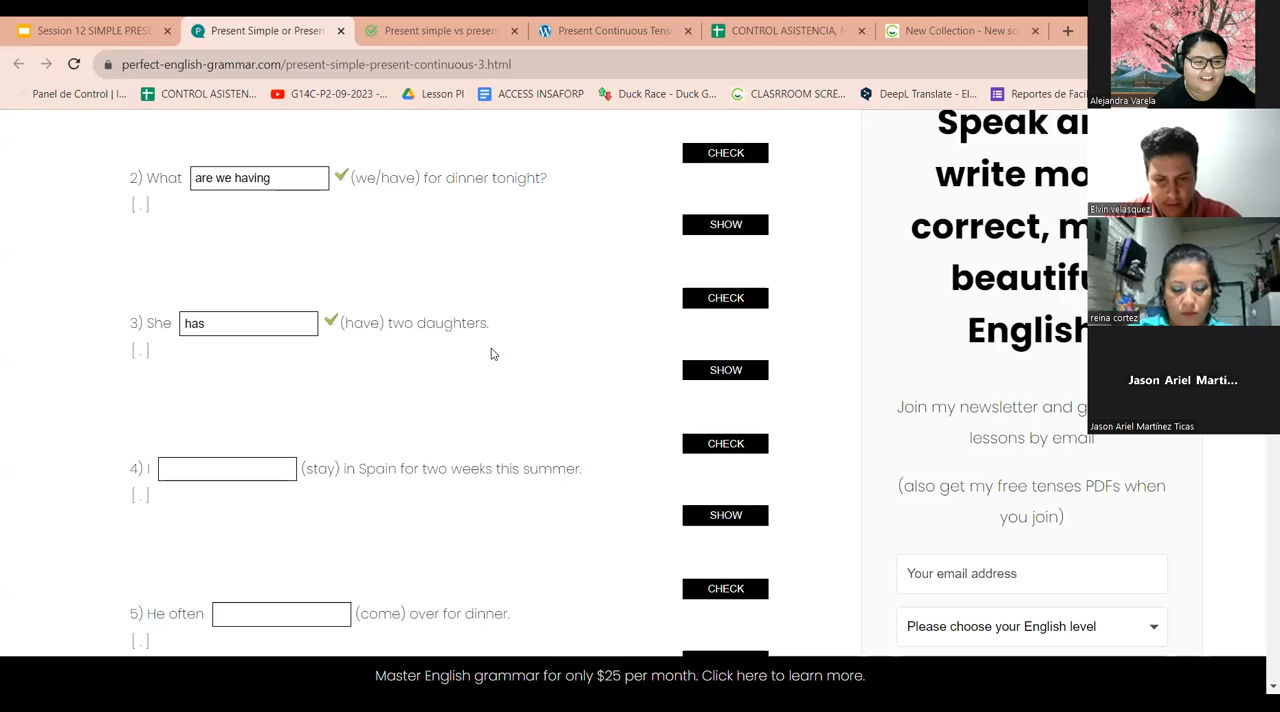 Session 12 SIMPLE PRESE
Present Simple or Presen
Present simple vs presen
Present Continuous Tens
CONTROL ASISTENCIA, N
New Collection - New sc
perfect-english-grammar.com/present-simple-present-continuous-3.html
Panel de Control | I...
CONTROL ASISTEN...
G14C-P2-09-2023 -...
Lesson Pl
ACCESS INSAFORP
Duck Race - Duck G...
CLASRROOM SCRE...
DeepL Translate - El...
Reportes de Facil
Alejandra Varela
Elvin velasquez
reina cortez
Jason Ariel Martí...
Jason Ariel Martínez Ticas
CHECK
2) What are we having (we/have) for dinner tonight?
[ . ]
SHOW
CHECK
3) She has (have) two daughters.
[ . ]
SHOW
CHECK
4) I (stay) in Spain for two weeks this summer.
[ . ]
SHOW
CHECK
5) He often (come) over for dinner.
[ . ]
Speak an
write mo
correct, m
beautifu
English
Join my newsletter and g
lessons by email
(also get my free tenses PDFs when
you join)
Your email address
Please choose your English level
Master English grammar for only $25 per month. Click here to learn more.